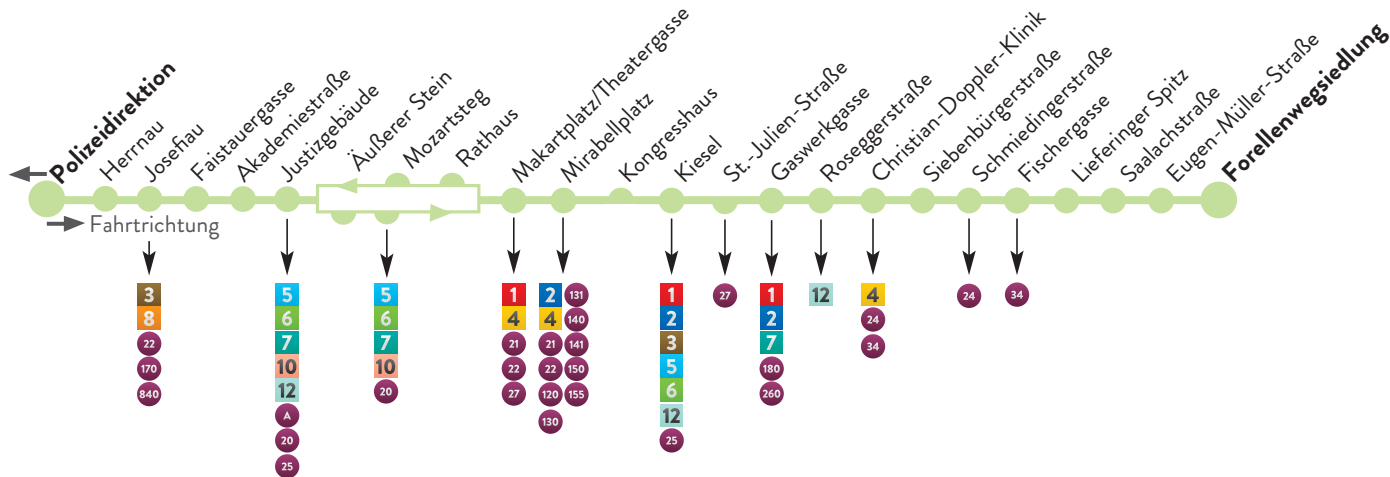 Polizeidirektion
Herrnau
Josefiau
Faistauergasse
Akademiestraße
Justizgebäude
Äußerer Stein
Mozartsteg
Rathaus
Makartplatz/Theatergasse
Mirabellplatz
Kongresshaus
Kiesel
St.-Julien-Straße
Gaswerkgasse
Roseggerstraße
Christian-Doppler-Klinik
Siebenbürgerstraße
Schmiedingerstraße
Fischergasse
Lieferinger Spitz
Saalachstraße
Eugen-Müller-Straße
Forellenwegsiedlung
Fahrtrichtung
3
8
22
170
840
5
6
7
10
12
A
20
25
5
6
7
10
20
1
4
21
22
27
2 131
4 140
21 141
22 150
120 155
130
1
2
3
5
6
12
25
27
1
2
7
180
260
12
4
24
34
24
34